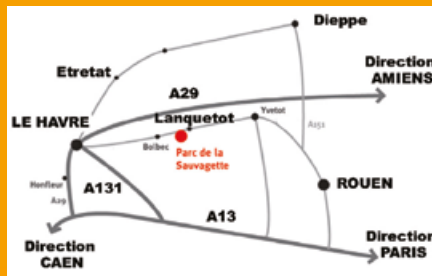 Dieppe
Direction
AMIENS
Etretat
A29
LE HAVRE
Lanquetot
Yvetot
A151
Bolbec
Parc de la
Sauvagette
Honfleur
A29
A131
ROUEN
A13
Direction
CAEN
Direction
PARIS